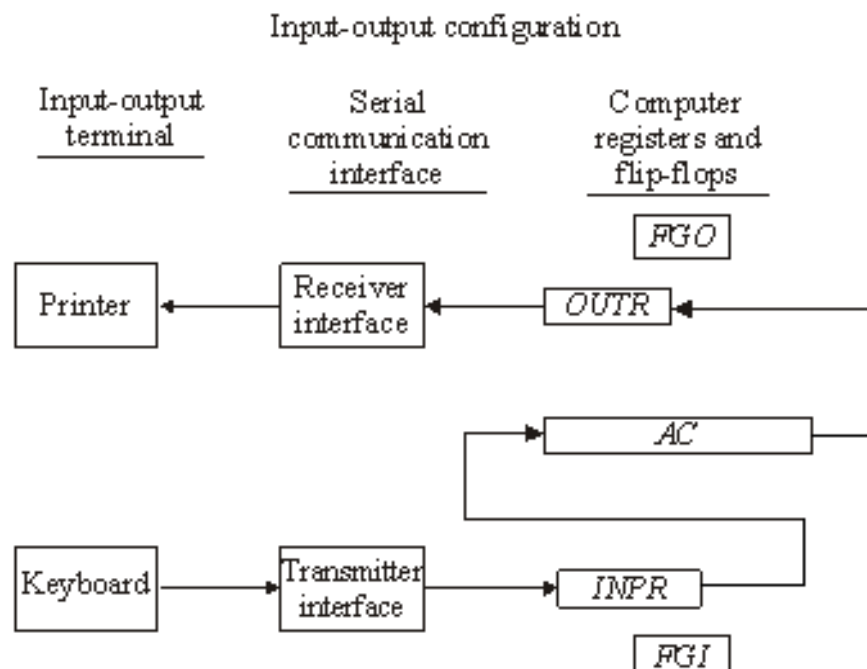 Input-output configuration
Input-output
terminal
Serial
communication
interface
Computer
registers and
flip-flops
FGO
Printer
Receiver
interface
OUTR
AC
Keyboard
Transmitter
interface
INPR
FGI